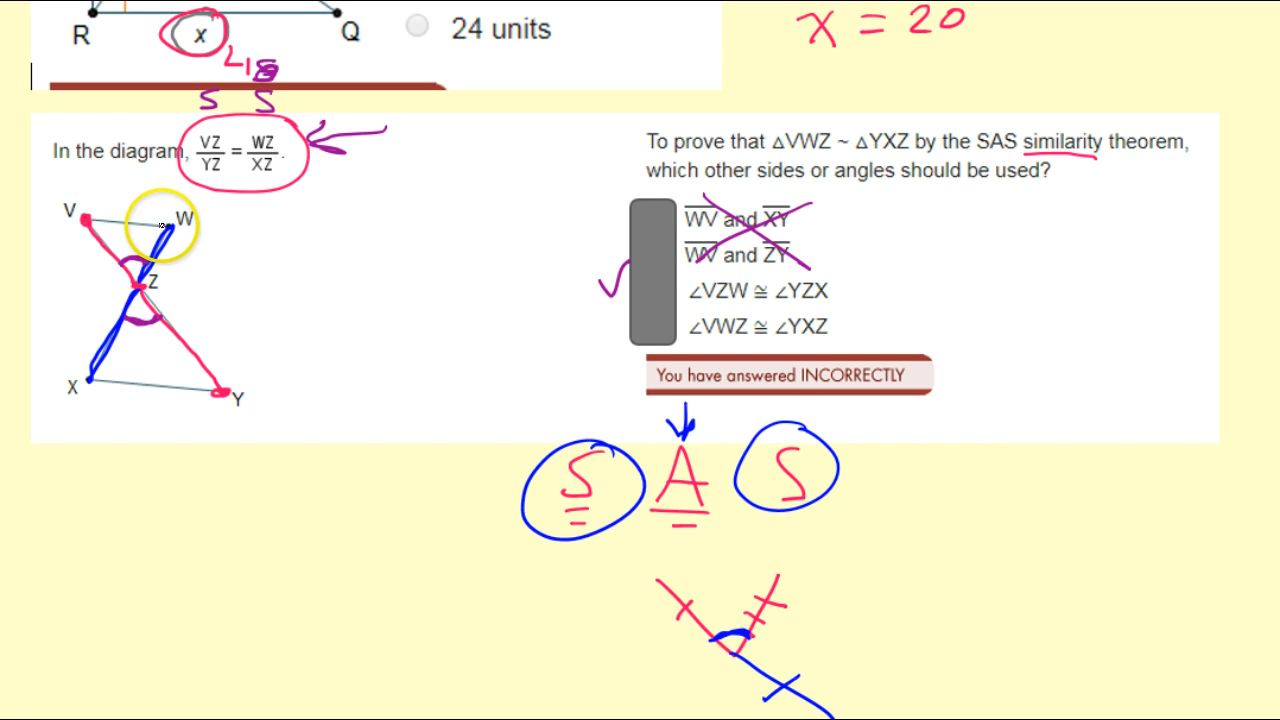 x = 20
R x Q 24 units
S S
In the diagram, VZ/YZ = WZ/XZ.
To prove that △VWZ ~ △YXZ by the SAS similarity theorem,
which other sides or angles should be used?
V W
WV and XY
WV and ZY
Z
∠VZW ≅ ∠YZX
∠VWZ ≅ ∠YXZ
X Y
You have answered INCORRECTLY
S A S